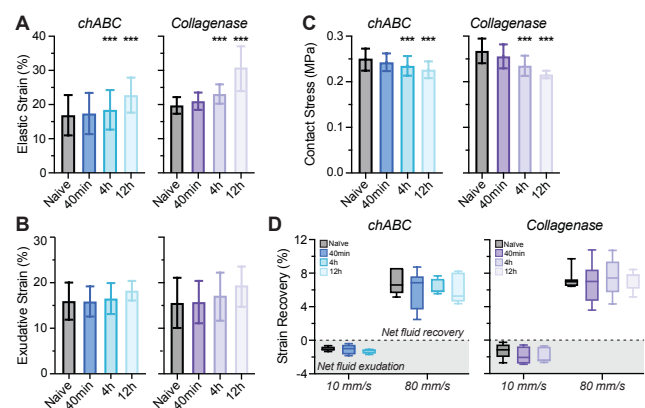 A
chABC
Collagenase
Elastic Strain (%)
40
30
20
10
0
*** ***
*** ***
Naive
40min
4h
12h
Naive
40min
4h
12h
C
chABC
Collagenase
Contact Stress (MPa)
0.3
0.2
0.1
0.0
*** ***
*** ***
Naive
40min
4h
12h
Naive
40min
4h
12h
B
Exudative Strain (%)
30
20
10
0
Naive
40min
4h
12h
Naive
40min
4h
12h
D
chABC
Collagenase
Strain Recovery (%)
12
8
4
0
-4
Naïve
40min
4h
12h
Naïve
40min
4h
12h
Net fluid recovery
Net fluid exudation
10 mm/s 80 mm/s
10 mm/s 80 mm/s